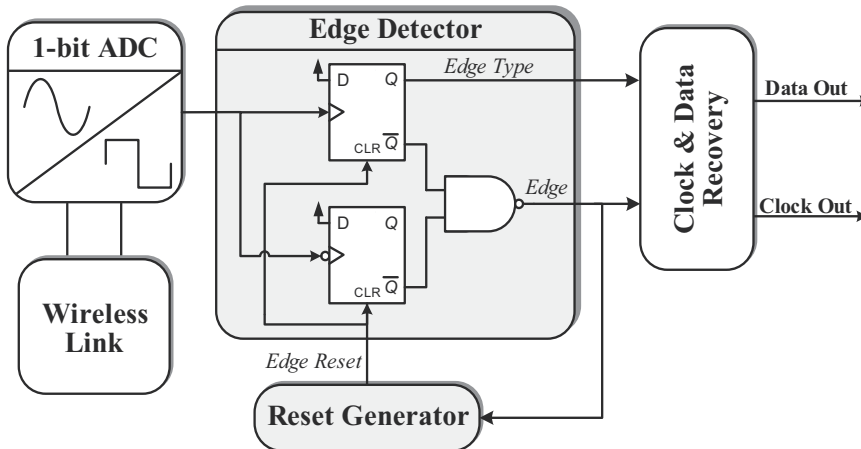 1-bit ADC
Wireless
Link
Edge Detector
D Q
CLR Q̅
D Q
CLR Q̅
Edge Type
Edge
Edge Reset
Reset Generator
Clock & Data
Recovery
Data Out
Clock Out